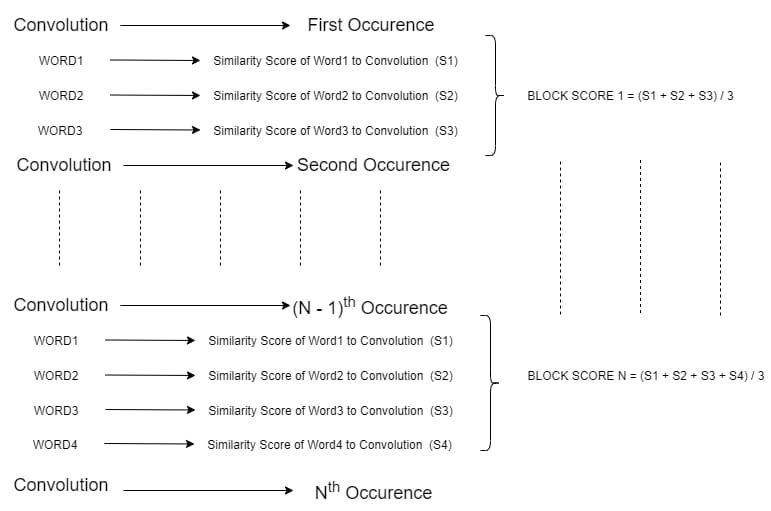 Convolution First Occurence
WORD1 Similarity Score of Word1 to Convolution (S1)
WORD2 Similarity Score of Word2 to Convolution (S2)
BLOCK SCORE 1 = (S1 + S2 + S3) / 3
WORD3 Similarity Score of Word3 to Convolution (S3)
Convolution Second Occurence
Convolution (N - 1)th Occurence
WORD1 Similarity Score of Word1 to Convolution (S1)
WORD2 Similarity Score of Word2 to Convolution (S2)
BLOCK SCORE N = (S1 + S2 + S3 + S4) / 3
WORD3 Similarity Score of Word3 to Convolution (S3)
WORD4 Similarity Score of Word4 to Convolution (S4)
Convolution Nth Occurence